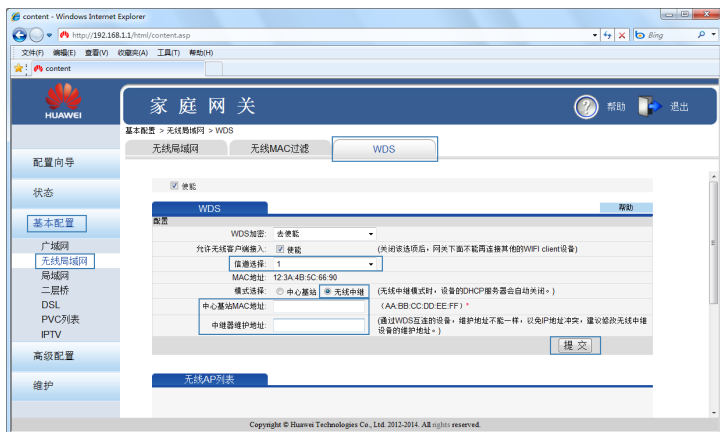 content - Windows Internet Explorer
http://192.168.1.1/html/content.asp
Bing
文件(F) 编辑(E) 查看(V) 收藏夹(A) 工具(T) 帮助(H)
content
HUAWEI
家庭网关
帮助
退出
基本配置 > 无线局域网 > WDS
无线局域网
无线MAC过滤
WDS
配置向导
状态
基本配置
广域网
无线局域网
局域网
二层桥
DSL
PVC列表
IPTV
高级配置
维护
使能
WDS
帮助
配置
WDS加密: 去使能
允许无线客户端接入: 使能 (关闭该选项后,网关下面不能再连接其他的WIFI client设备)
信道选择: 1
MAC地址: 12:3A:4B:5C:66:90
模式选择: 中心基站 无线中继 (无线中继模式时,设备的DHCP服务器会自动关闭。)
中心基站MAC地址: (AA:BB:CC:DD:EE:FF) *
中继器维护地址: (通过WDS互连的设备,维护地址不能一样,以免IP地址冲突,建议修改无线中继
设备的维护地址。)
提交
无线AP列表
Copyright © Huawei Technologies Co., Ltd. 2012-2014. All rights reserved.